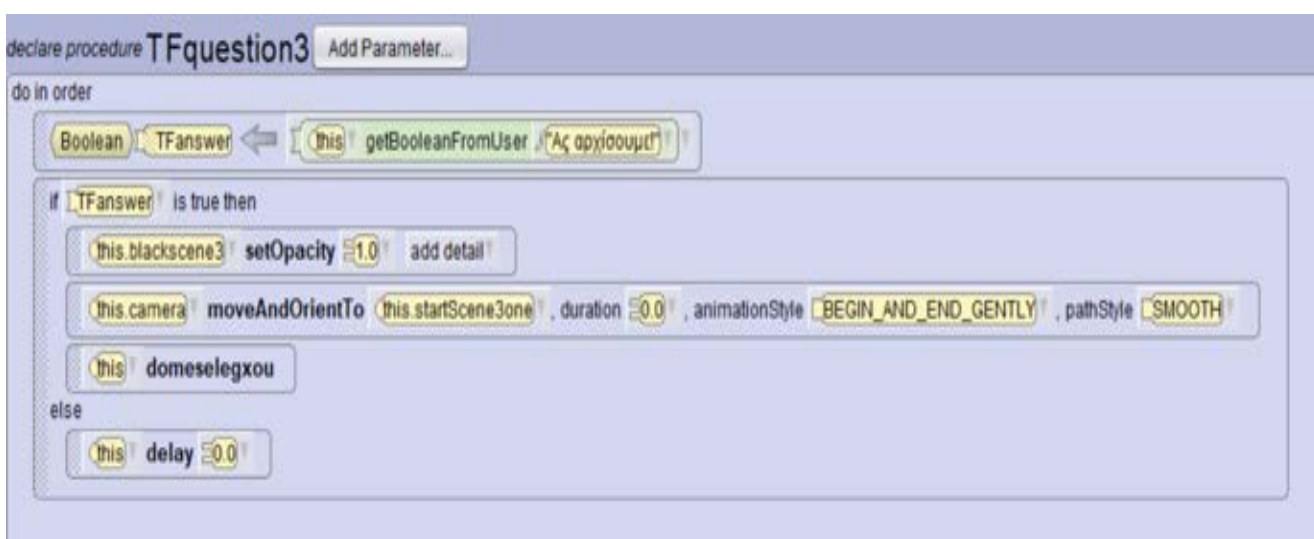 declare procedure TFquestion3 Add Parameter...
do in order
Boolean TFanswer this getBooleanFromUser "Ας αρχίσουμε!"
if TFanswer is true then
this.blackscene3 setOpacity 1.0 add detail
this.camera moveAndOrientTo this.startScene3one , duration 0.0 , animationStyle BEGIN_AND_END_GENTLY , pathStyle SMOOTH
this domeselegxou
else
this delay 0.0